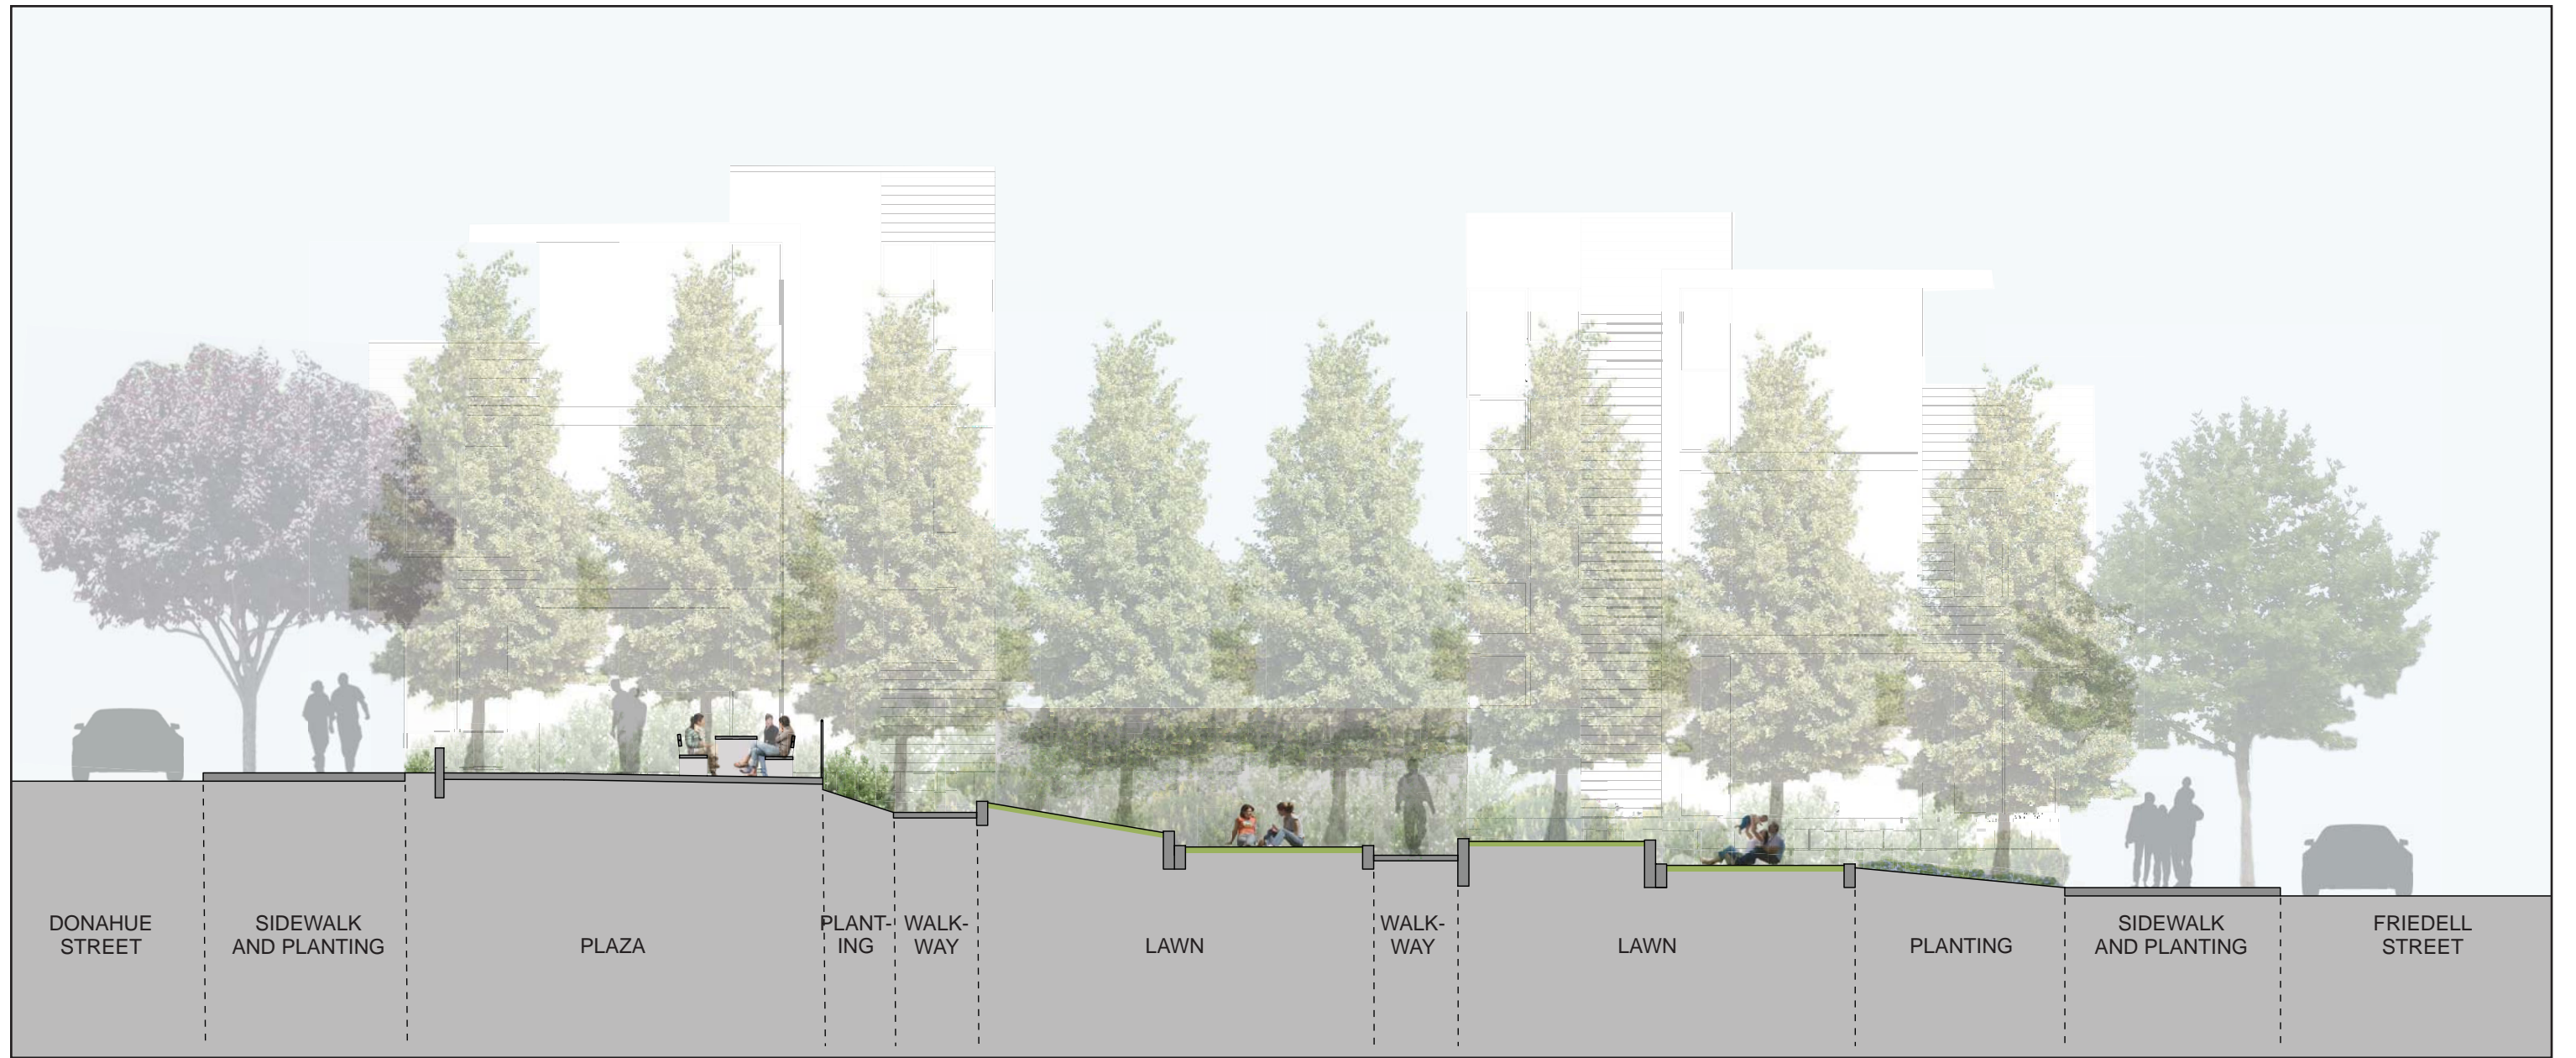 DONAHUE
STREET
SIDEWALK
AND PLANTING
PLAZA
PLANT-
ING
WALK-
WAY
LAWN
WALK-
WAY
LAWN
PLANTING
SIDEWALK
AND PLANTING
FRIEDELL
STREET